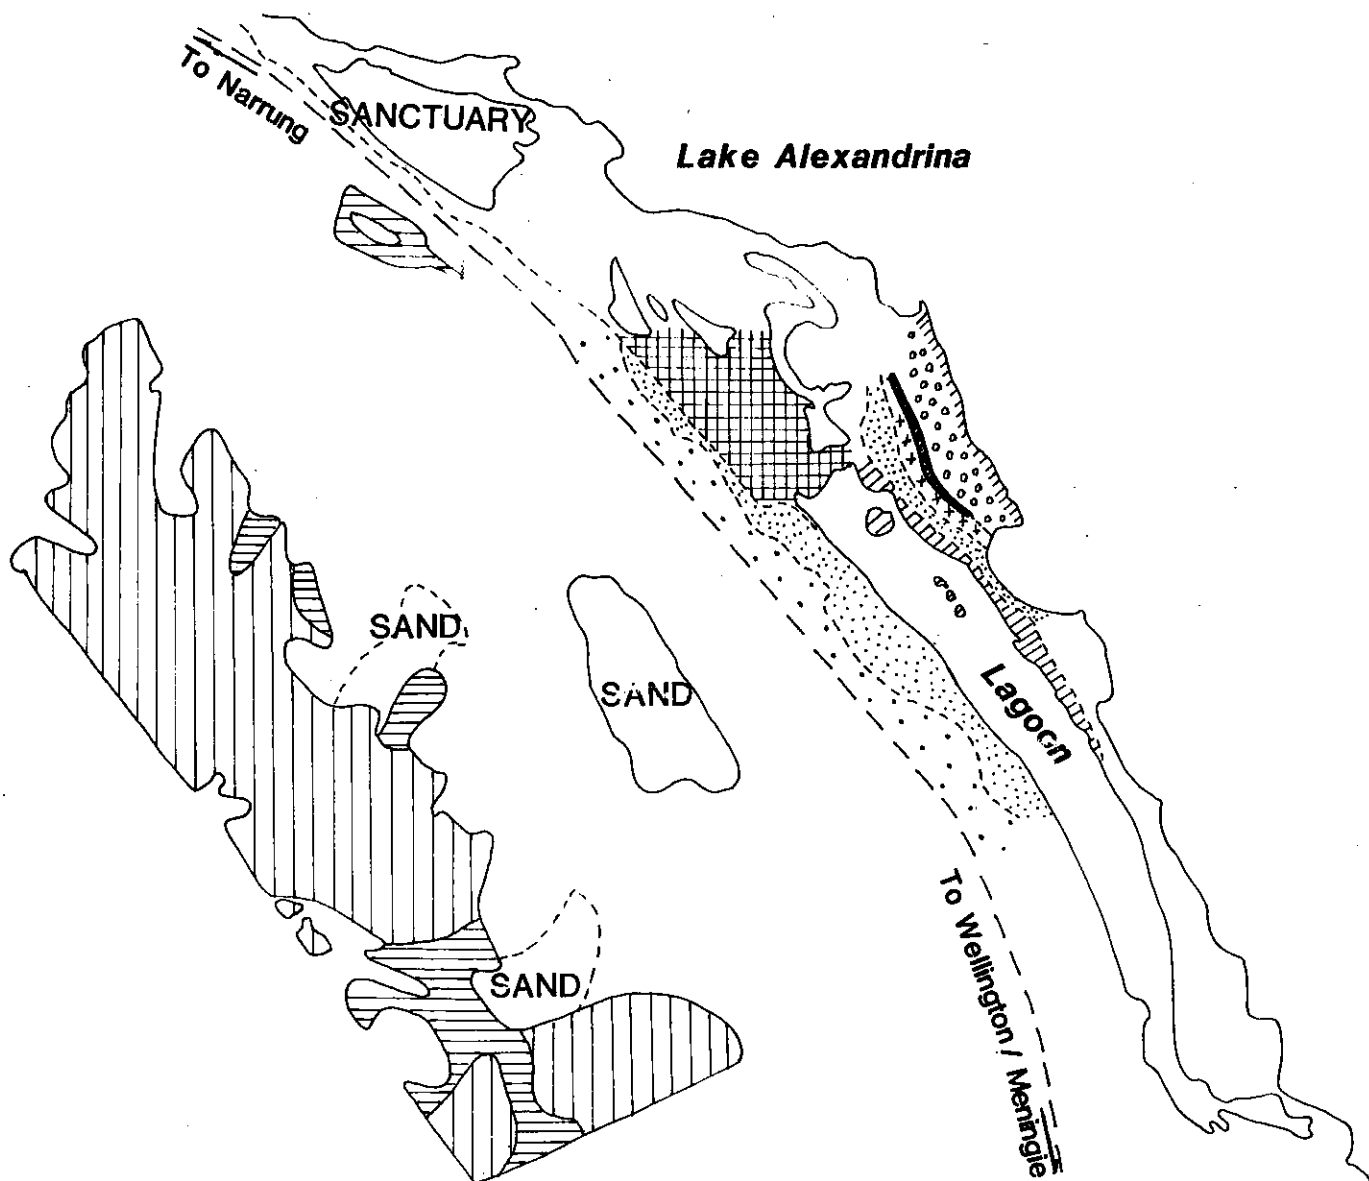 To Narrung
SANCTUARY
Lake Alexandrina
SAND
SAND
Lagoon
SAND
To Wellington / Meningie